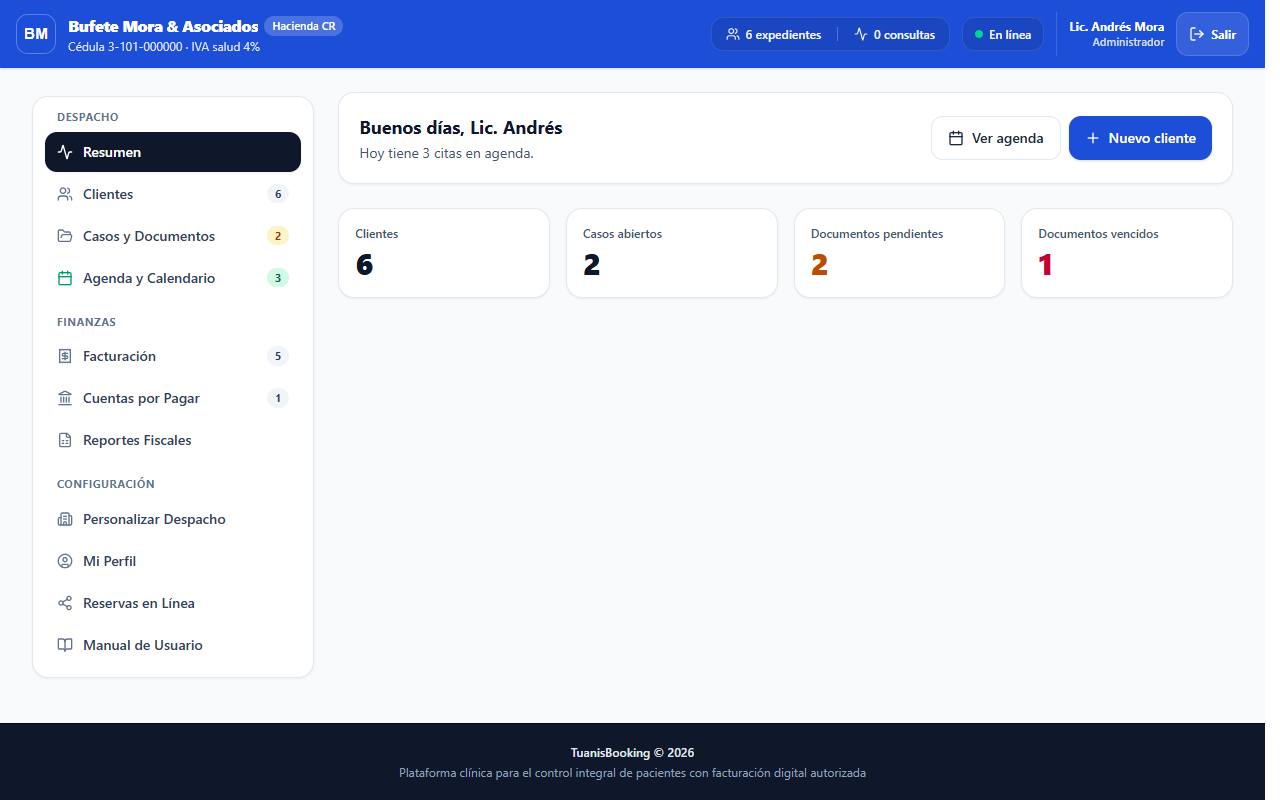 BM
Bufete Mora & Asociados
Hacienda CR
Cédula 3-101-000000 · IVA salud 4%
6 expedientes
0 consultas
En línea
Lic. Andrés Mora
Administrador
Salir
DESPACHO
Resumen
Clientes 6
Casos y Documentos 2
Agenda y Calendario 3
FINANZAS
Facturación 5
Cuentas por Pagar 1
Reportes Fiscales
CONFIGURACIÓN
Personalizar Despacho
Mi Perfil
Reservas en Línea
Manual de Usuario
Buenos días, Lic. Andrés
Hoy tiene 3 citas en agenda.
Ver agenda
Nuevo cliente
Clientes
6
Casos abiertos
2
Documentos pendientes
2
Documentos vencidos
1
TuanisBooking © 2026
Plataforma clínica para el control integral de pacientes con facturación digital autorizada